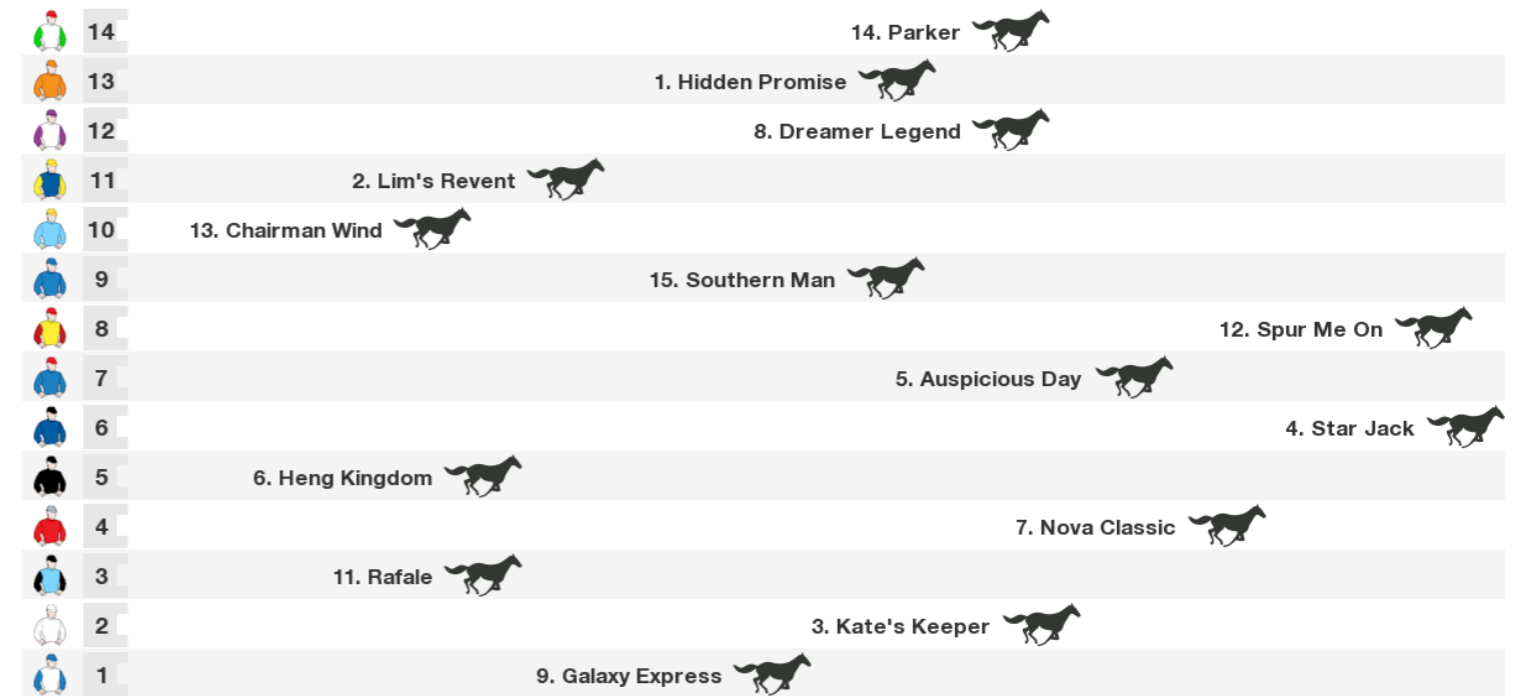 14 14. Parker
13 1. Hidden Promise
12 8. Dreamer Legend
11 2. Lim's Revent
10 13. Chairman Wind
9 15. Southern Man
8 12. Spur Me On
7 5. Auspicious Day
6 4. Star Jack
5 6. Heng Kingdom
4 7. Nova Classic
3 11. Rafale
2 3. Kate's Keeper
1 9. Galaxy Express